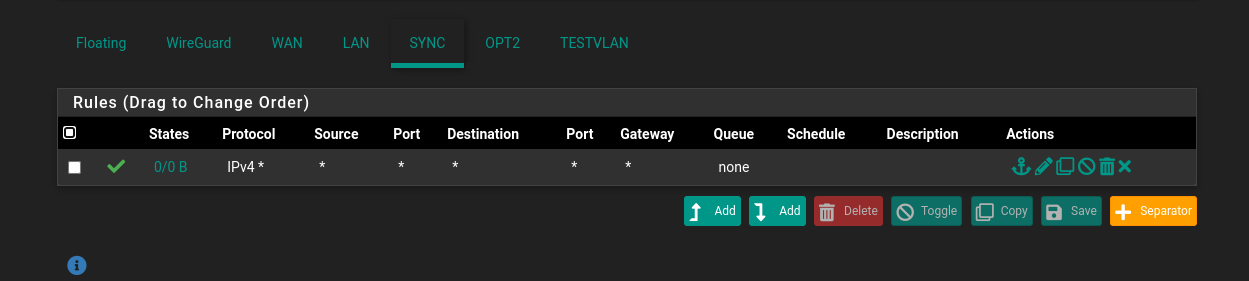 Floating WireGuard WAN LAN SYNC OPT2 TESTVLAN
Rules (Drag to Change Order)
States Protocol Source Port Destination Port Gateway Queue Schedule Description Actions
0/0 B IPv4 * * * * * * none
Add Add Delete Toggle Copy Save Separator